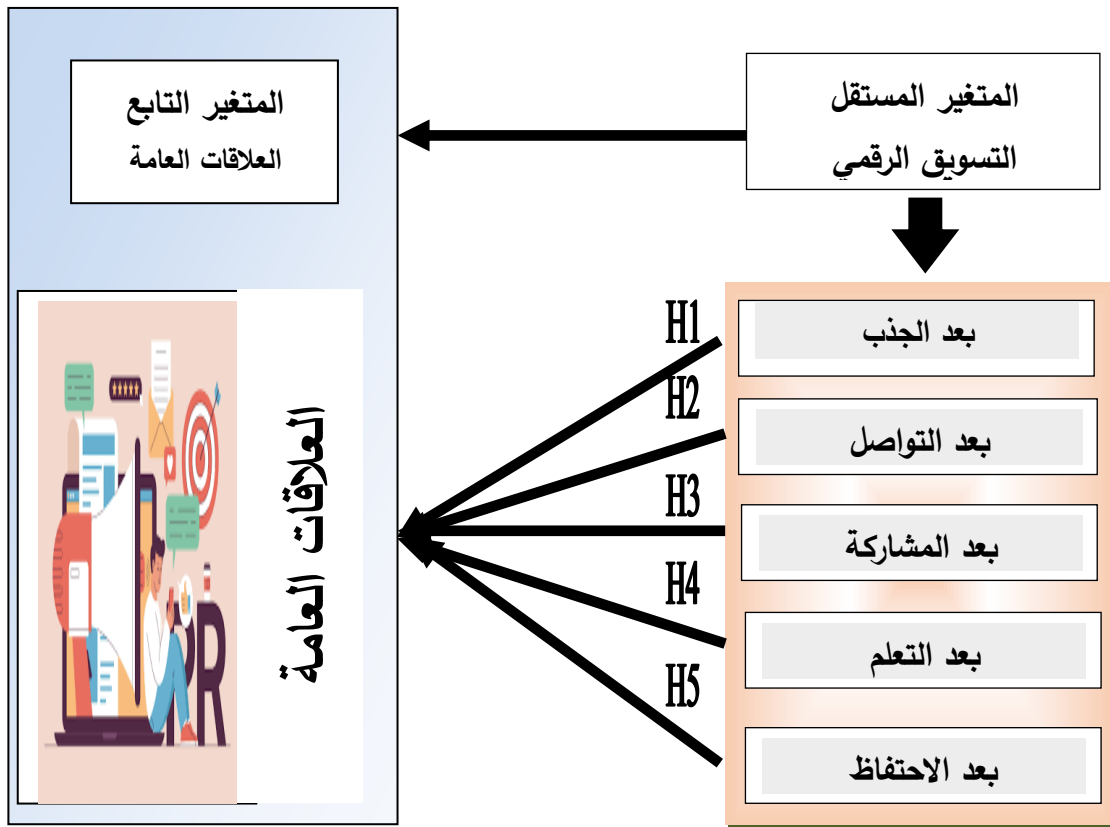 المتغير المستقل
التسويق الرقمي
المتغير التابع
العلاقات العامة
بعد الجذب
بعد التواصل
بعد المشاركة
بعد التعلم
بعد الاحتفاظ
H1
H2
H3
H4
H5
العلاقات العامة
PR